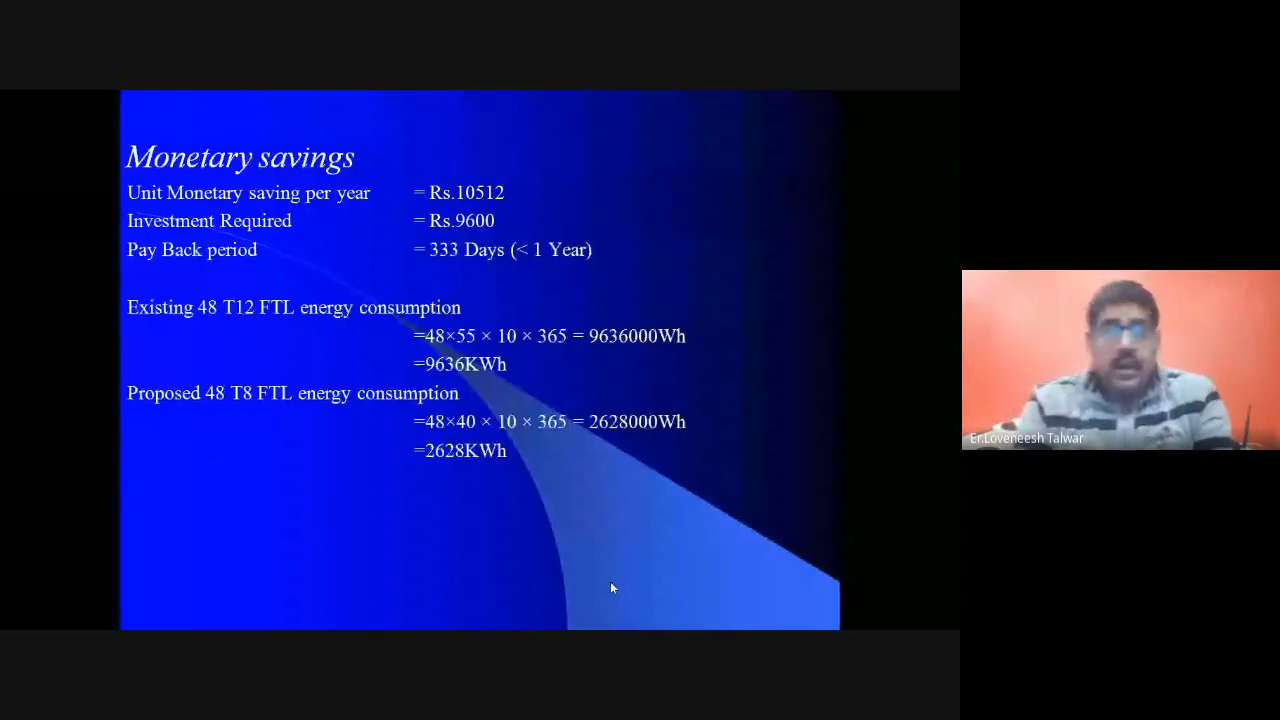 Monetary savings
Unit Monetary saving per year = Rs.10512
Investment Required = Rs.9600
Pay Back period = 333 Days (< 1 Year)
Existing 48 T12 FTL energy consumption
=48×55 × 10 × 365 = 9636000Wh
=9636KWh
Proposed 48 T8 FTL energy consumption
=48×40 × 10 × 365 = 2628000Wh
=2628KWh
Er.Loveneesh Talwar